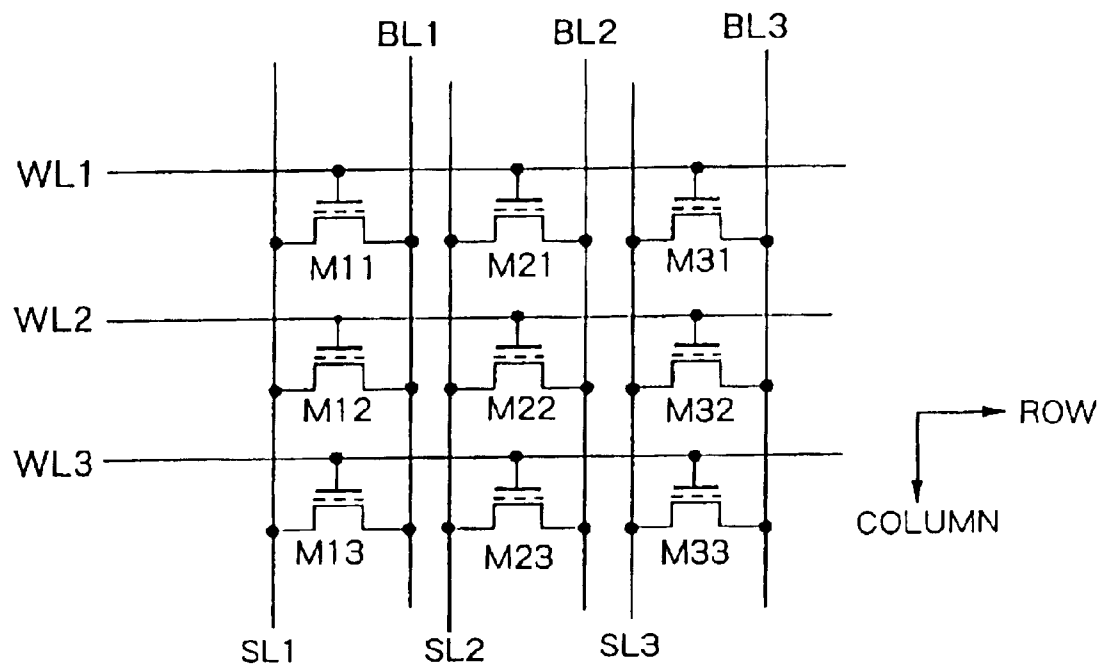 BL1 BL2 BL3
WL1
M11 M21 M31
WL2
M12 M22 M32
ROW
WL3
COLUMN
M13 M23 M33
SL1 SL2 SL3